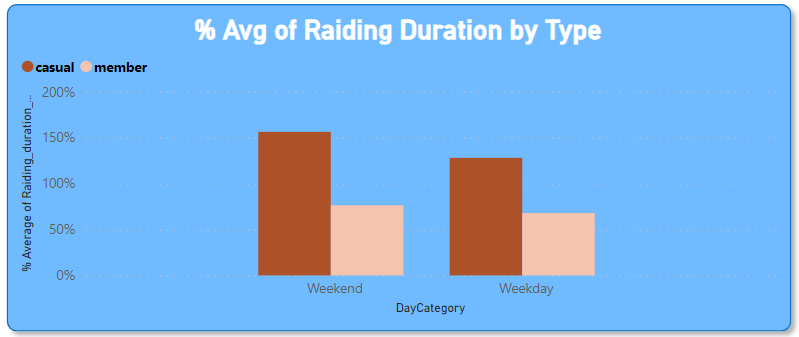 % Avg of Raiding Duration by Type
casual member
% Average of Raiding_duration_...
200%
150%
100%
50%
0%
Weekend Weekday
DayCategory